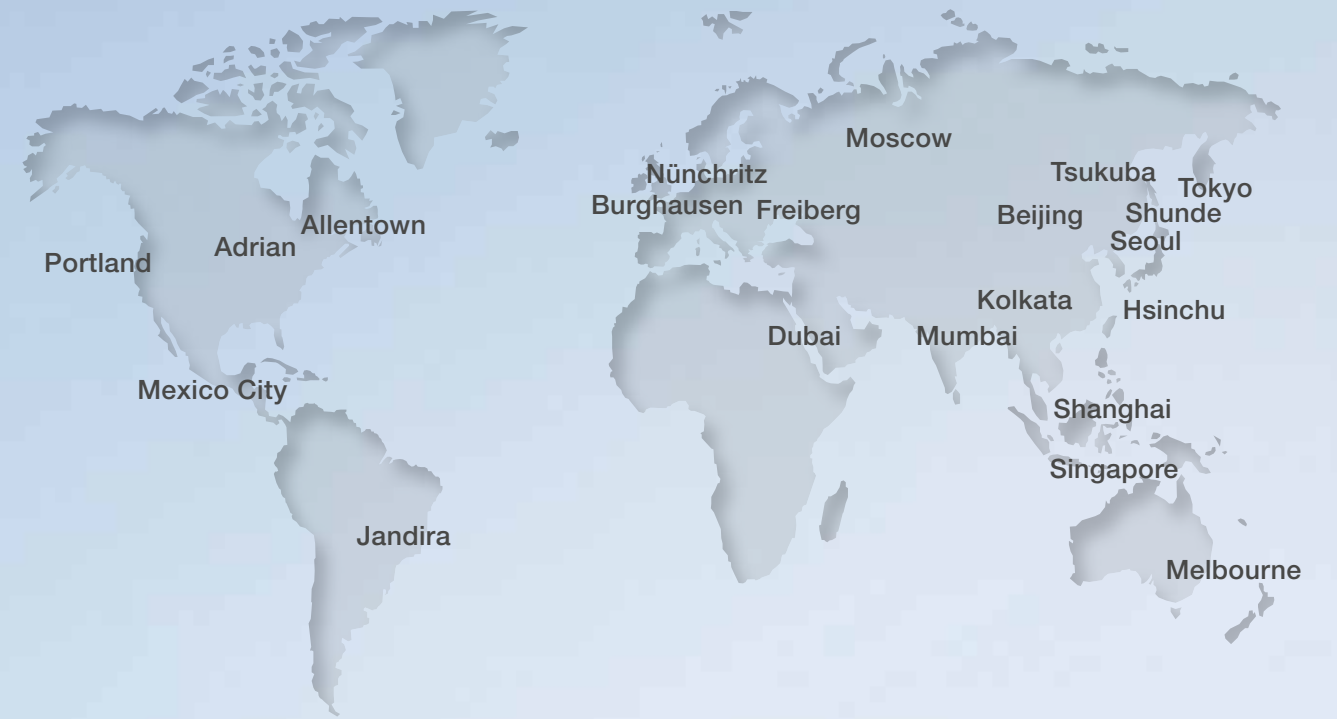 Moscow
Nünchritz
Tsukuba
Tokyo
Burghausen
Freiberg
Beijing
Shunde
Allentown
Seoul
Adrian
Portland
Kolkata
Hsinchu
Dubai
Mumbai
Mexico City
Shanghai
Singapore
Jandira
Melbourne